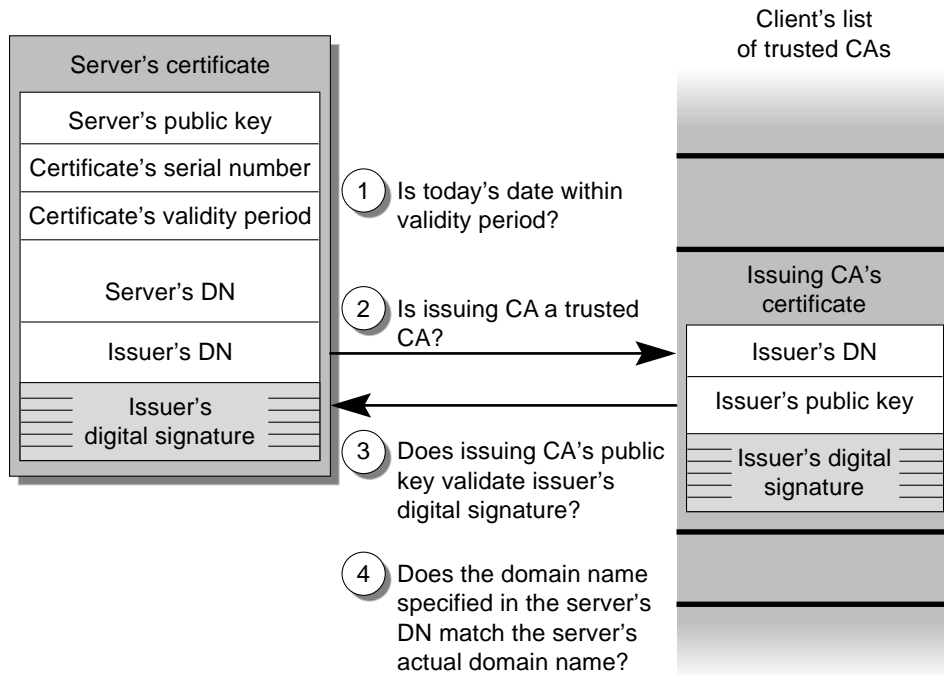 Client’s list
of trusted CAs
Server’s certificate
Server’s public key
Certificate’s serial number
Certificate’s validity period
Server’s DN
Issuer’s DN
Issuer’s
digital signature
1 Is today’s date within
validity period?
2 Is issuing CA a trusted
CA?
3 Does issuing CA’s public
key validate issuer’s
digital signature?
4 Does the domain name
specified in the server’s
DN match the server’s
actual domain name?
Issuing CA’s
certificate
Issuer’s DN
Issuer’s public key
Issuer’s digital
signature